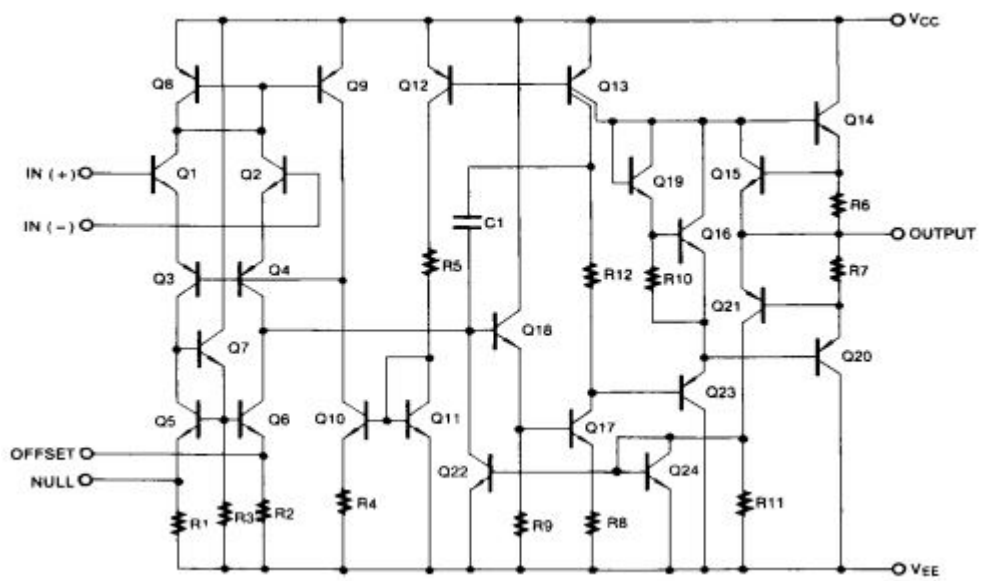 VCC
Q8
Q9
Q12
Q13
Q14
IN (+)
Q1
Q2
Q19
Q15
R6
IN (-)
C1
Q16
OUTPUT
Q3
Q4
R5
R12
R10
R7
Q21
Q7
Q18
Q20
Q5
Q6
Q10
Q11
Q17
Q23
OFFSET
NULL
Q22
Q24
R1
R3
R2
R4
R9
R8
R11
VEE